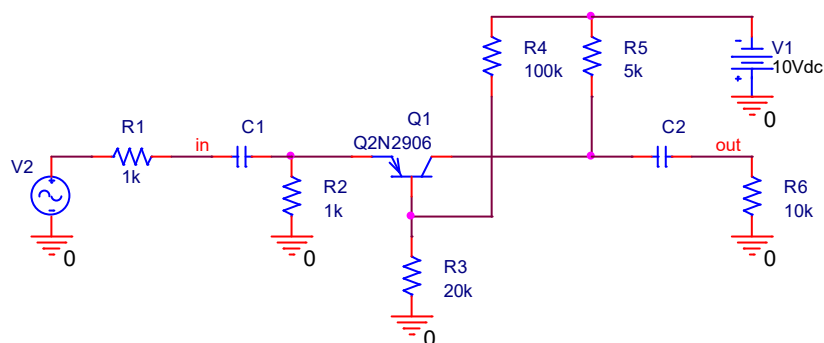 R4
100k
R5
5k
-
V1
10Vdc
+
0
Q1
Q2N2906
R1
1k
in
C1
C2
out
V2
+
-
R2
1k
R6
10k
0
0
0
R3
20k
0